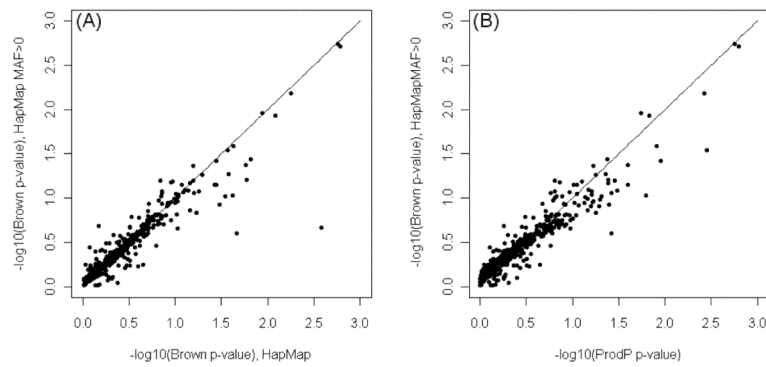 (A)
-log10(Brown p-value), HapMap MAF>0
3.0
2.5
2.0
1.5
1.0
0.5
0.0
0.0 0.5 1.0 1.5 2.0 2.5 3.0
-log10(Brown p-value), HapMap
(B)
-log10(Brown p-value), HapMapMAF>0
3.0
2.5
2.0
1.5
1.0
0.5
0.0
0.0 0.5 1.0 1.5 2.0 2.5 3.0
-log10(ProdP p-value)